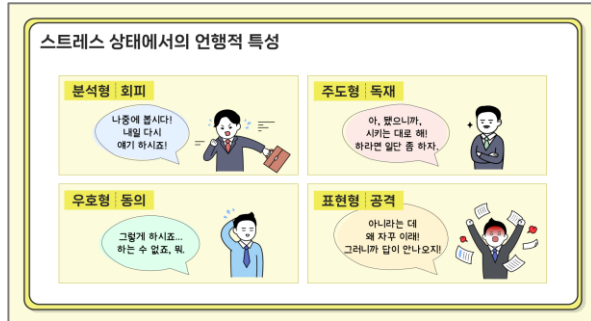 스트레스 상태에서의 언행적 특성
분석형 회피
나중에 봅시다!
내일 다시
얘기 하시죠!
주도형 독재
아, 됐으니까,
시키는 대로 해!
하라면 일단 좀 하자.
우호형 동의
그렇게 하시죠...
하는 수 없죠, 뭐.
표현형 공격
아니라는 데
왜 자꾸 이래!
그러니까 답이 안나오지!